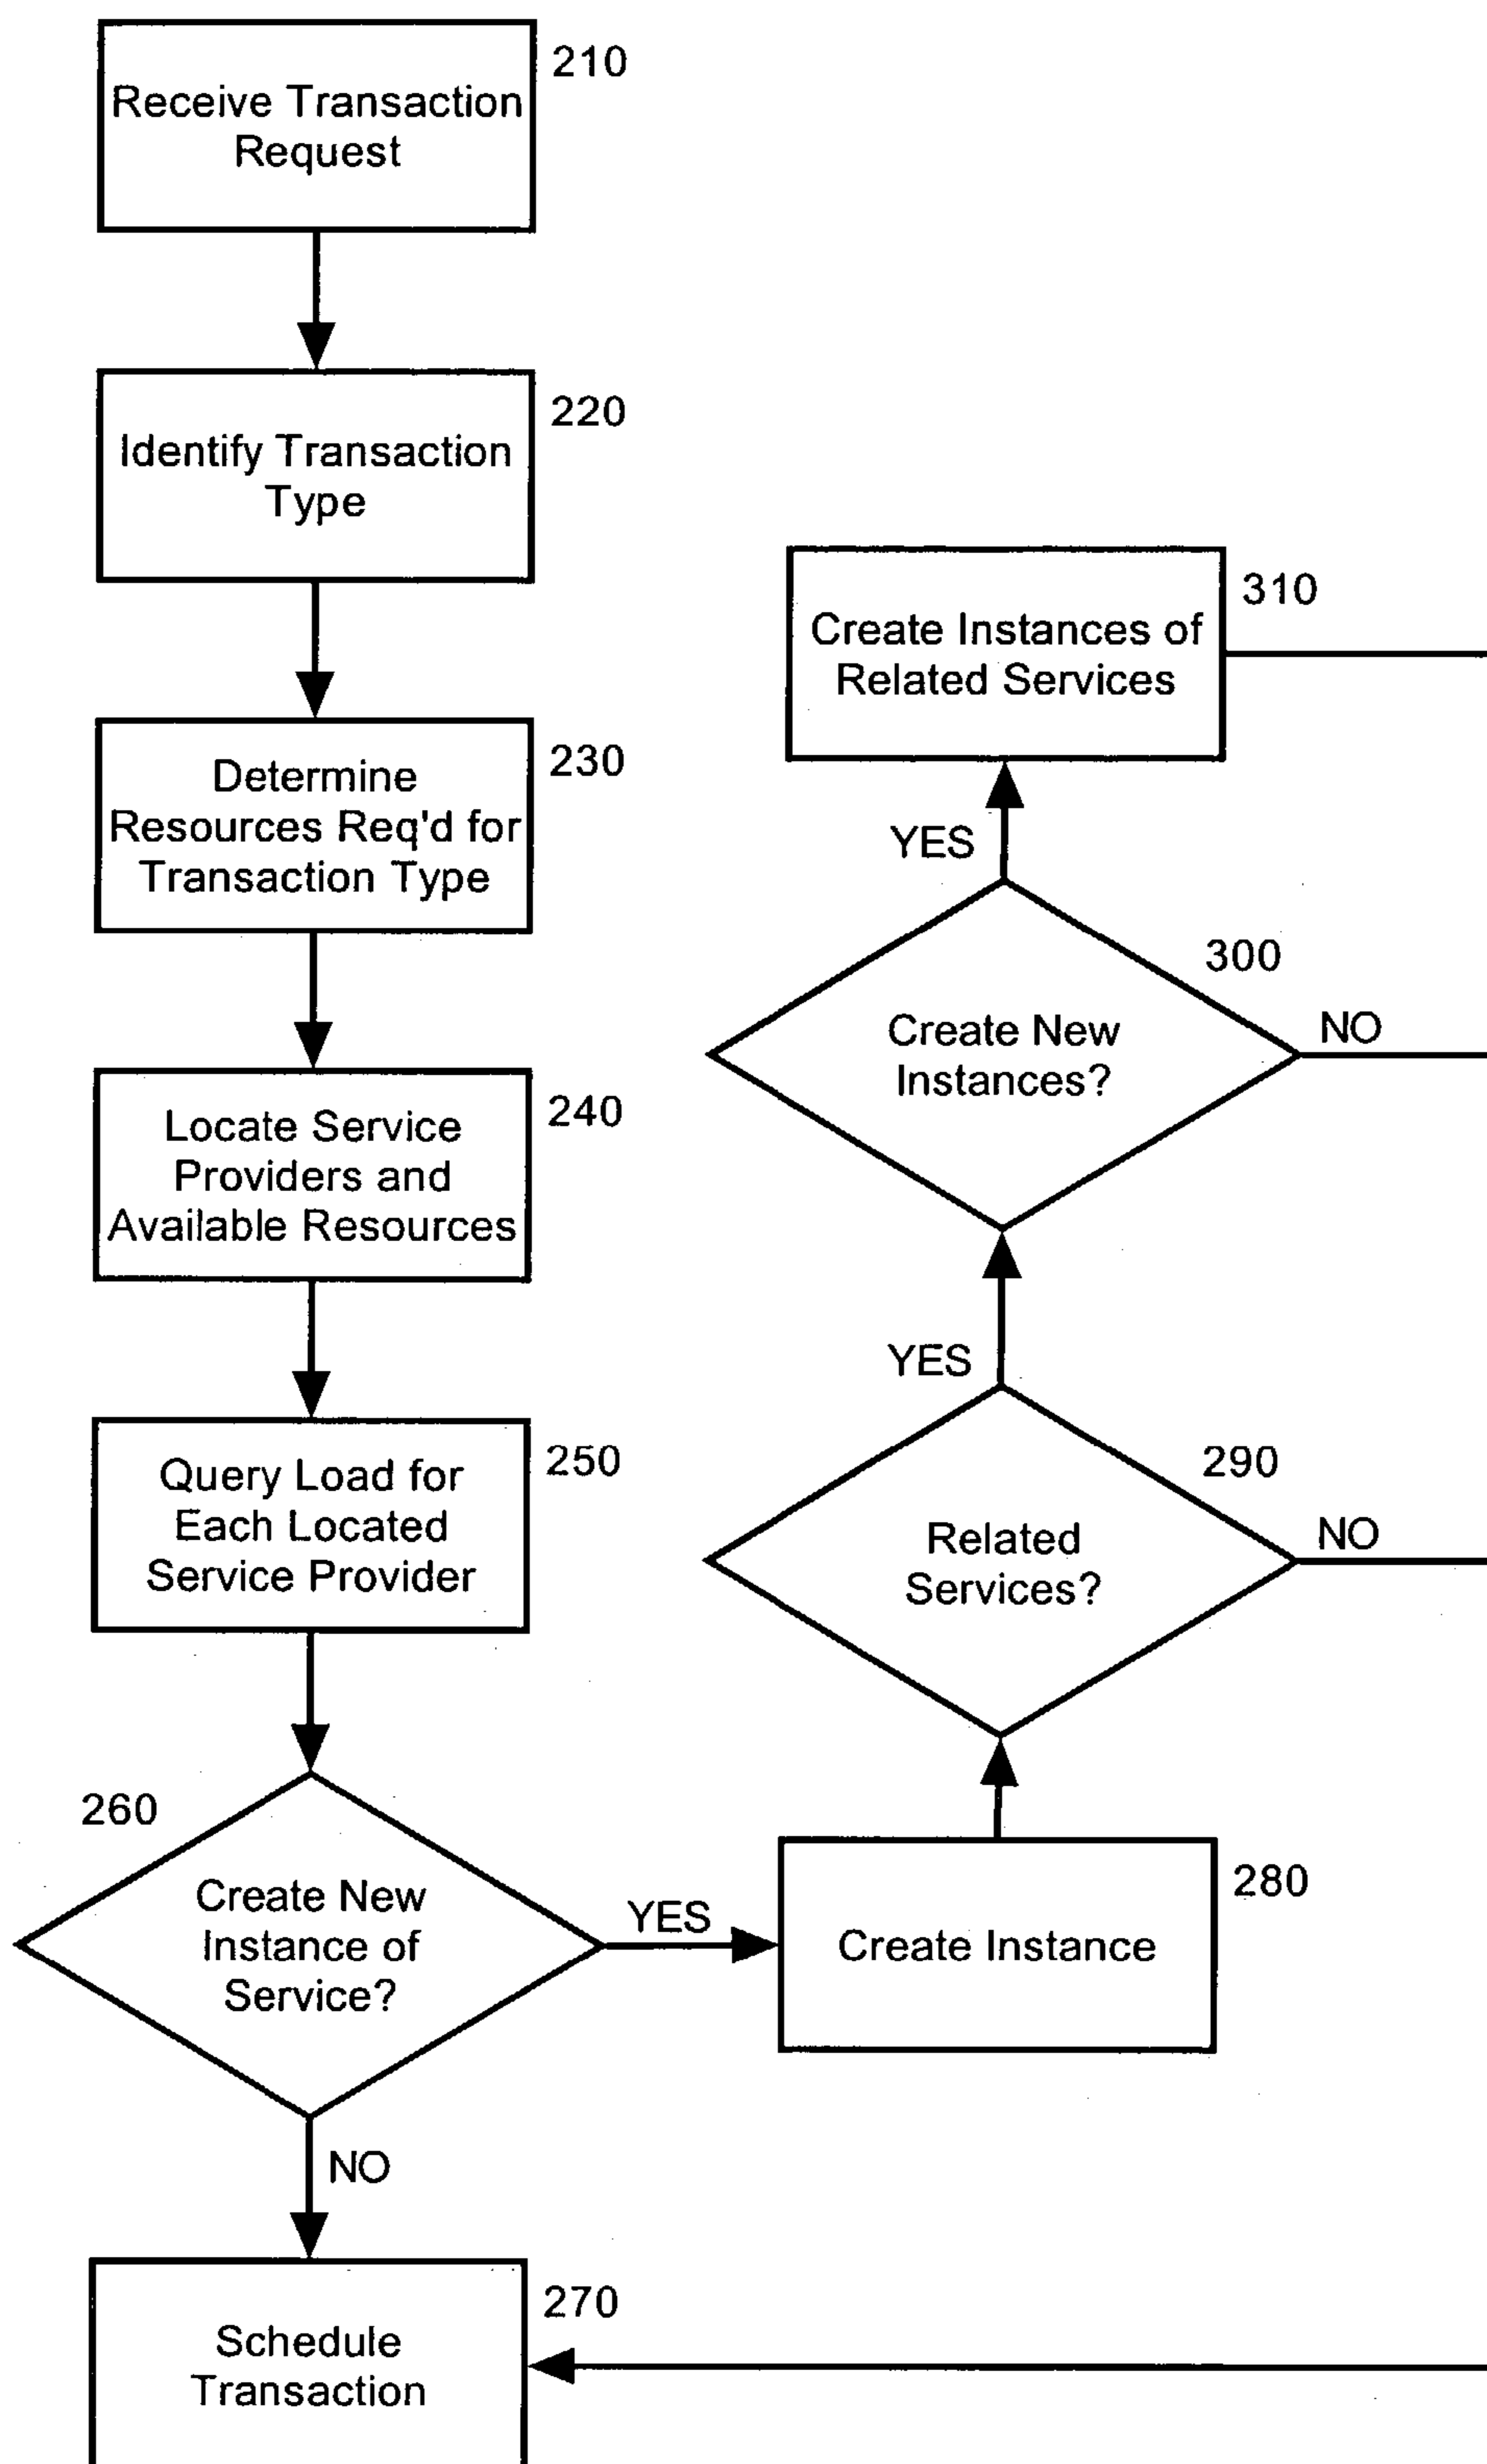 210
Receive Transaction
Request
220
Identify Transaction
Type
230
Determine
Resources Req'd for
Transaction Type
240
Locate Service
Providers and
Available Resources
250
Query Load for
Each Located
Service Provider
260
Create New
Instance of
Service?
YES
NO
270
Schedule
Transaction
280
Create Instance
290
Related
Services?
YES
NO
300
Create New
Instances?
YES
NO
310
Create Instances of
Related Services